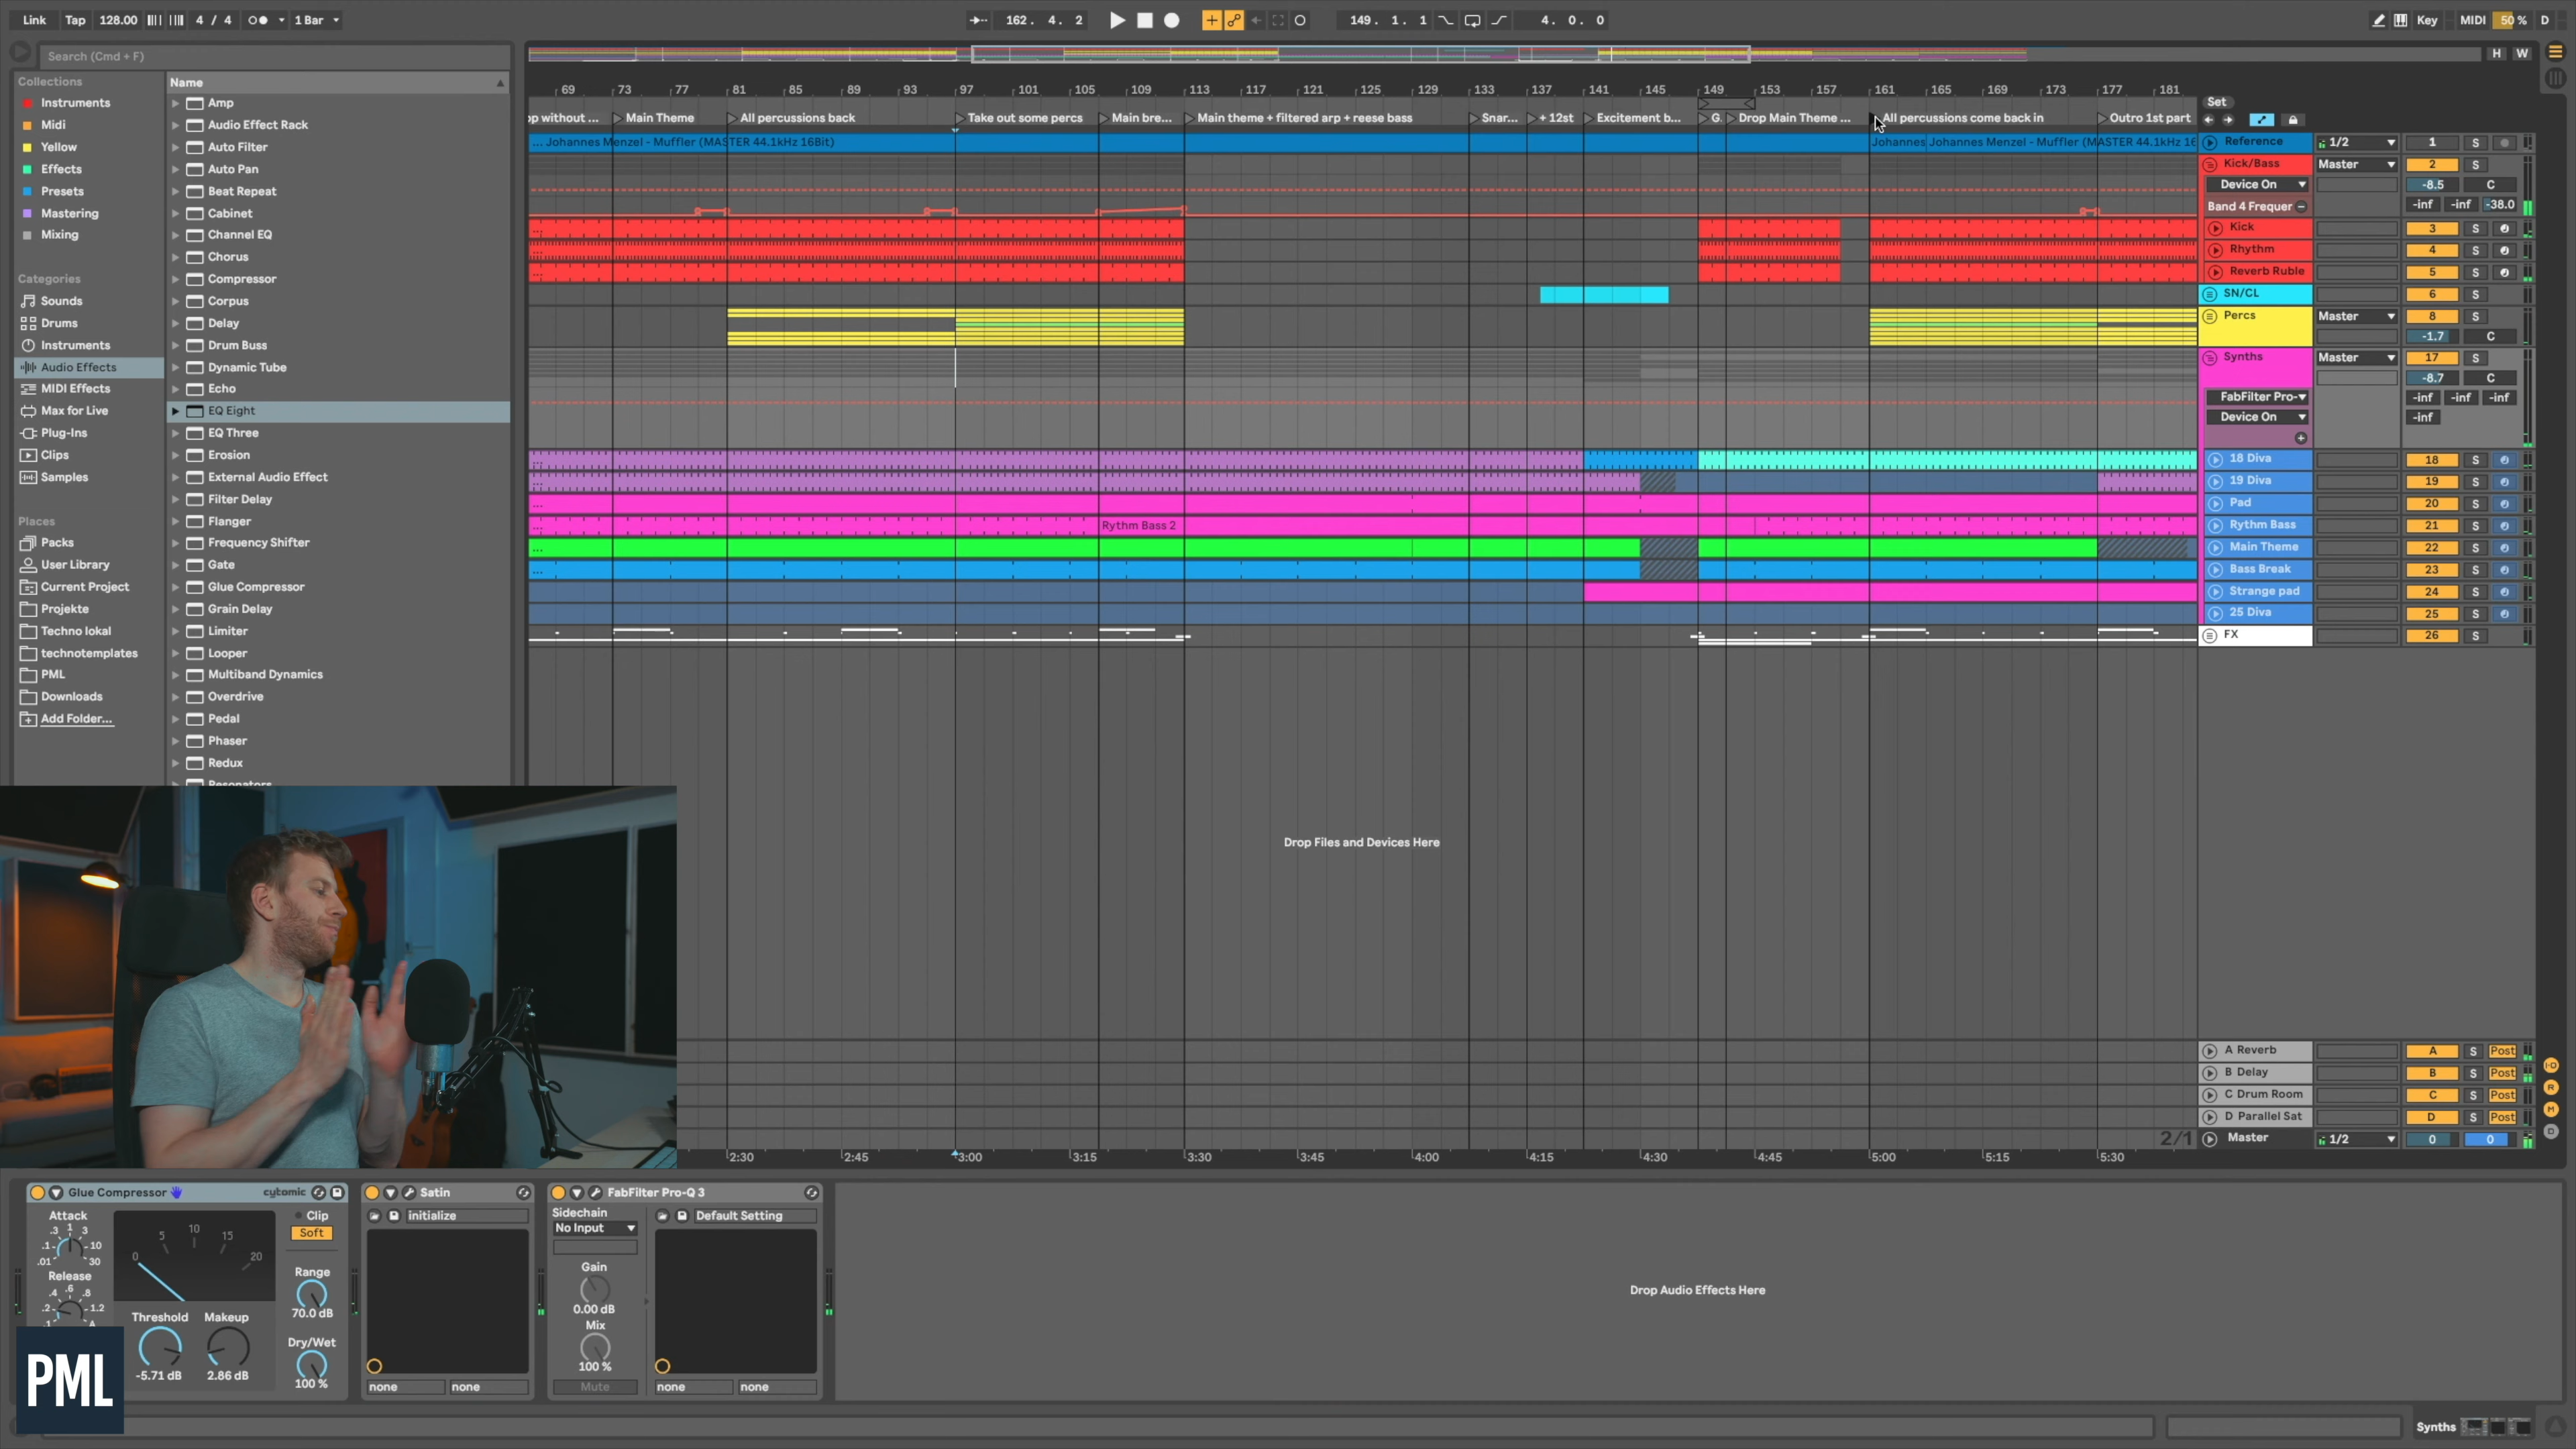 Link Tap 128.00 4 / 4 1 Bar
162. 4. 2
149. 1. 1
4. 0. 0
Key MIDI 50 % D
Search (Cmd + F)
H W
Collections
Instruments
Midi
Yellow
Effects
Presets
Mastering
Mixing
Categories
Sounds
Drums
Instruments
Audio Effects
MIDI Effects
Max for Live
Plug-Ins
Clips
Samples
Places
Packs
User Library
Current Project
Projekte
Techno lokal
technotemplates
PML
Downloads
Add Folder...
Name
Amp
Audio Effect Rack
Auto Filter
Auto Pan
Beat Repeat
Cabinet
Channel EQ
Chorus
Compressor
Corpus
Delay
Drum Buss
Dynamic Tube
Echo
EQ Eight
EQ Three
Erosion
External Audio Effect
Filter Delay
Flanger
Frequency Shifter
Gate
Glue Compressor
Grain Delay
Limiter
Looper
Multiband Dynamics
Overdrive
Pedal
Phaser
Redux
Resonators
69 73 77 81 85 89 93 97 101 105 109 113 117 121 125 129 133 137 141 145 149 153 157 161 165 169 173 177 181
Set
op without ... Main Theme All percussions back Take out some percs Main bre... Main theme + filtered arp + reese bass Snar... + 12st Excitement b... G. Drop Main Theme ... All percussions come back in Outro 1st part
... Johannes Menzel - Muffler (MASTER 44.1kHz 16Bit) Johannes Johannes Menzel - Muffler (MASTER 44.1kHz 16
Rythm Bass 2
Reference 1/2 1 S
Kick/Bass Master 2 S
Device On -8.5 C
Band 4 Frequer -inf -inf -38.0
Kick 3 S
Rhythm 4 S
Reverb Ruble 5 S
SN/CL 6 S
Percs Master 8 S
-1.7 C
Synths Master 17 S
-8.7 C
FabFilter Pro- -inf -inf -inf
Device On -inf
18 Diva 18 S
19 Diva 19 S
Pad 20 S
Rythm Bass 21 S
Main Theme 22 S
Bass Break 23 S
Strange pad 24 S
25 Diva 25 S
FX 26 S
Drop Files and Devices Here
A Reverb A S Post
B Delay B S Post
C Drum Room C S Post
D Parallel Sat D S Post
2/1 Master 1/2 0 0
I-O
R
M
D
2:30 2:45 3:00 3:15 3:30 3:45 4:00 4:15 4:30 4:45 5:00 5:15 5:30
Glue Compressor cytomic
Attack
.01 .1 .3 1 3 10 30
Release
.1 .2 .4 .6 .8 1.2 A
0 5 10 15 20
Threshold
-5.71 dB
Makeup
2.86 dB
Clip
Soft
Range
70.0 dB
Dry/Wet
100 %
Satin
initialize
none none
FabFilter Pro-Q 3
Sidechain
No Input
Gain
0.00 dB
Mix
100 %
Mute
Default Setting
none none
Drop Audio Effects Here
PML
Synths